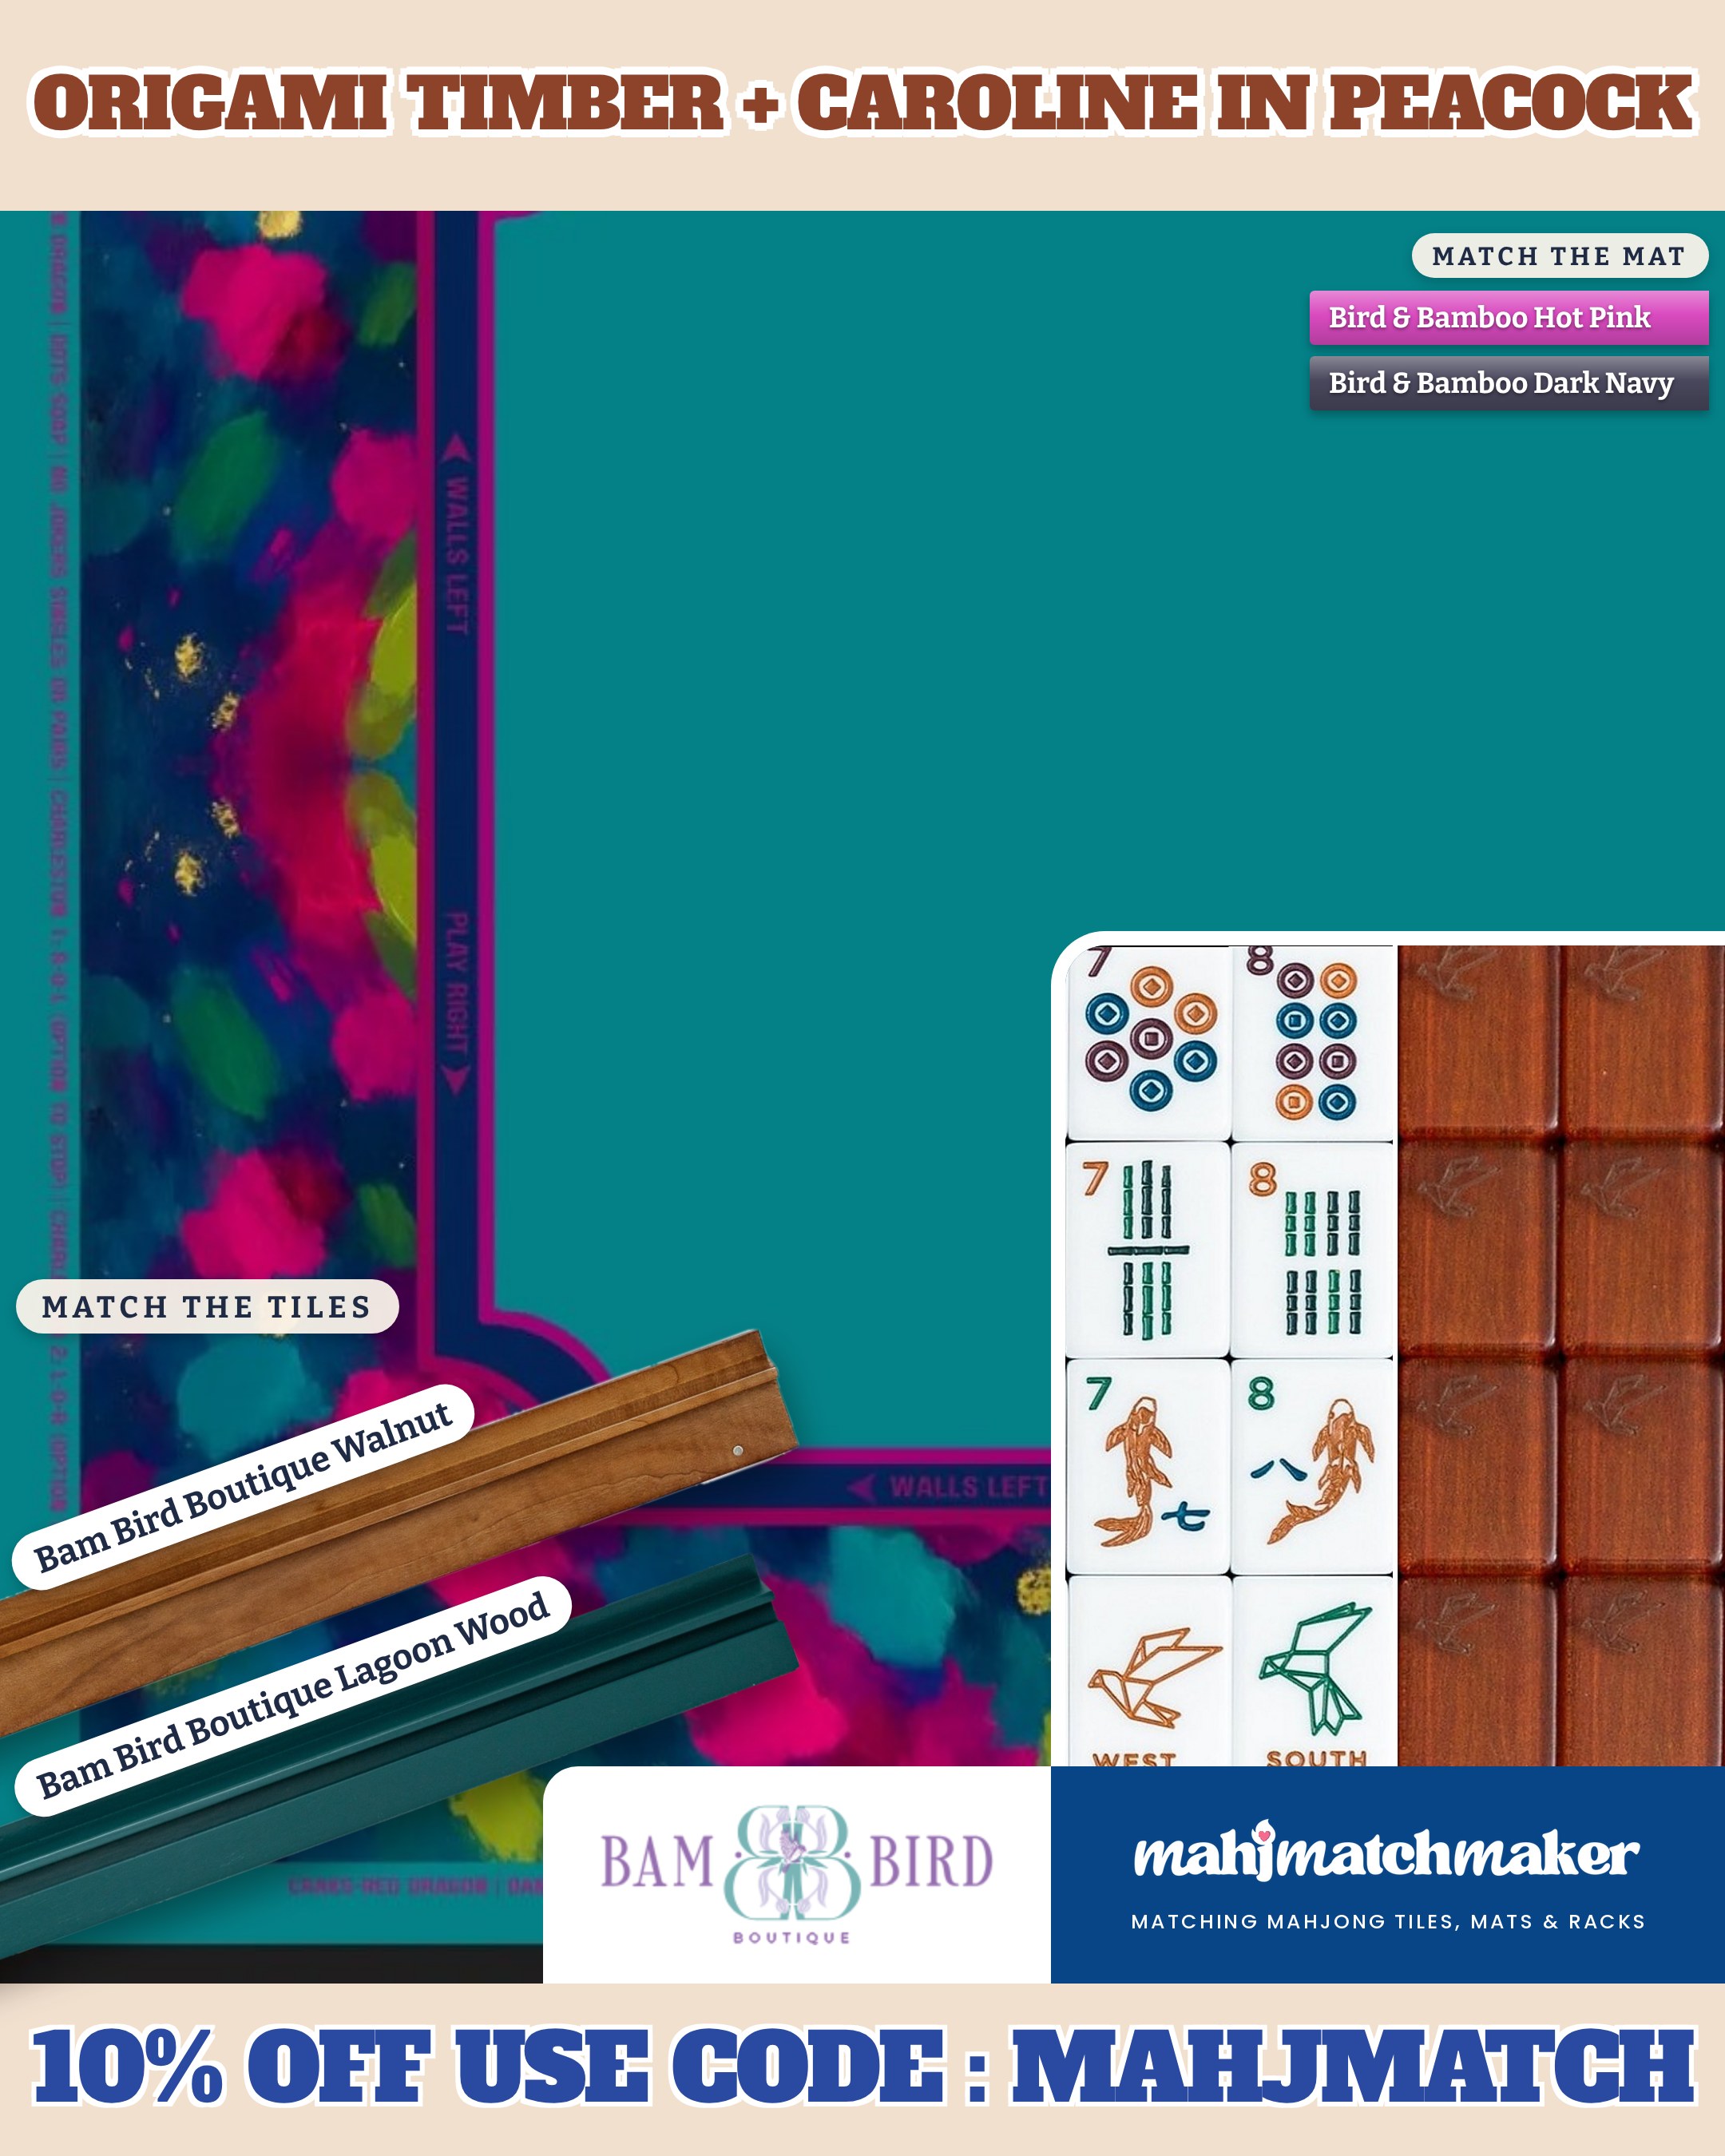 ORIGAMI TIMBER + CAROLINE IN PEACOCK
MATCH THE MAT
Bird & Bamboo Hot Pink
Bird & Bamboo Dark Navy
WALLS LEFT
PLAY RIGHT
7
8
7
8
7
七
8
八
WEST
SOUTH
MATCH THE TILES
Bam Bird Boutique Walnut
Bam Bird Boutique Lagoon Wood
WALLS LEFT
BAM BIRD
BOUTIQUE
mahjmatchmaker
MATCHING MAHJONG TILES, MATS & RACKS
10% OFF USE CODE : MAHJMATCH